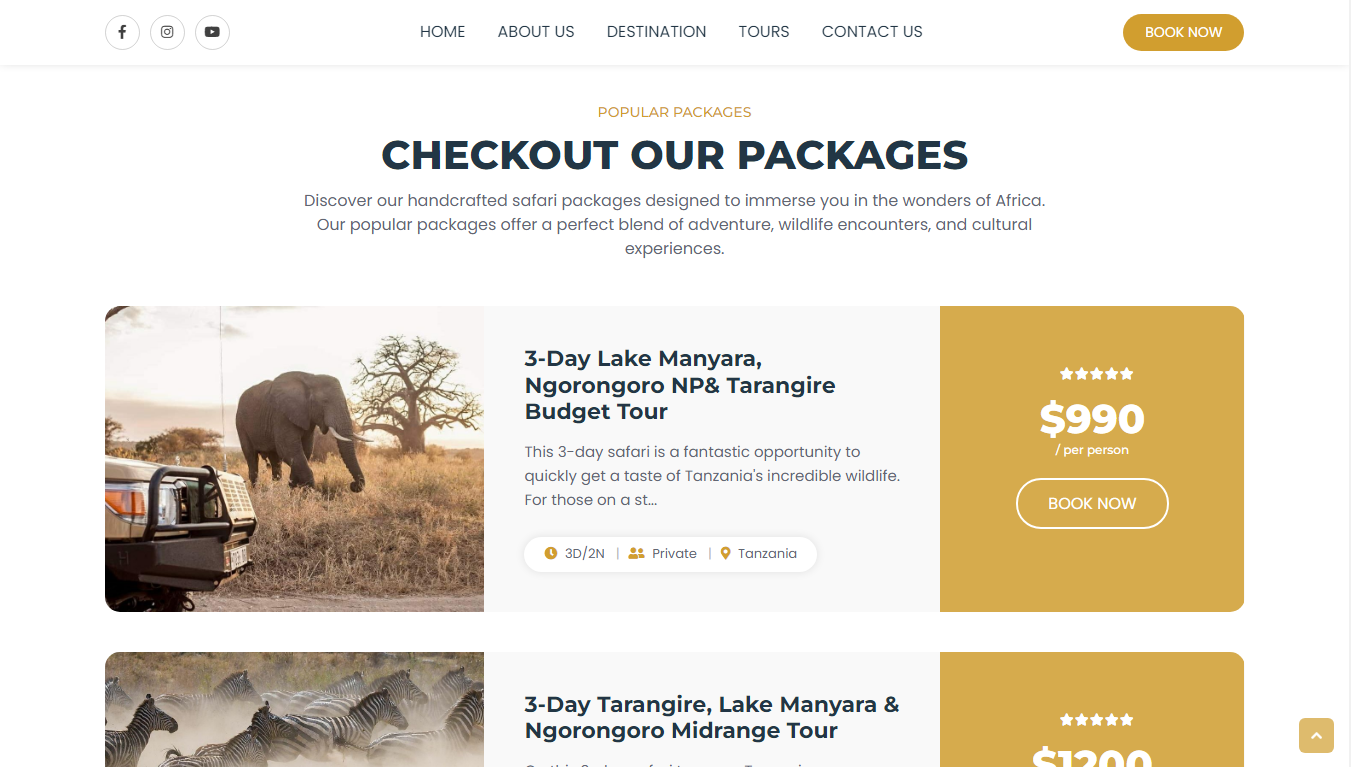 HOME ABOUT US DESTINATION TOURS CONTACT US BOOK NOW
POPULAR PACKAGES
CHECKOUT OUR PACKAGES
Discover our handcrafted safari packages designed to immerse you in the wonders of Africa.
Our popular packages offer a perfect blend of adventure, wildlife encounters, and cultural
experiences.
3-Day Lake Manyara,
Ngorongoro NP& Tarangire
Budget Tour
This 3-day safari is a fantastic opportunity to
quickly get a taste of Tanzania's incredible wildlife.
For those on a st...
3D/2N | Private | Tanzania
$990
/ per person
BOOK NOW
3-Day Tarangire, Lake Manyara &
Ngorongoro Midrange Tour
$1200